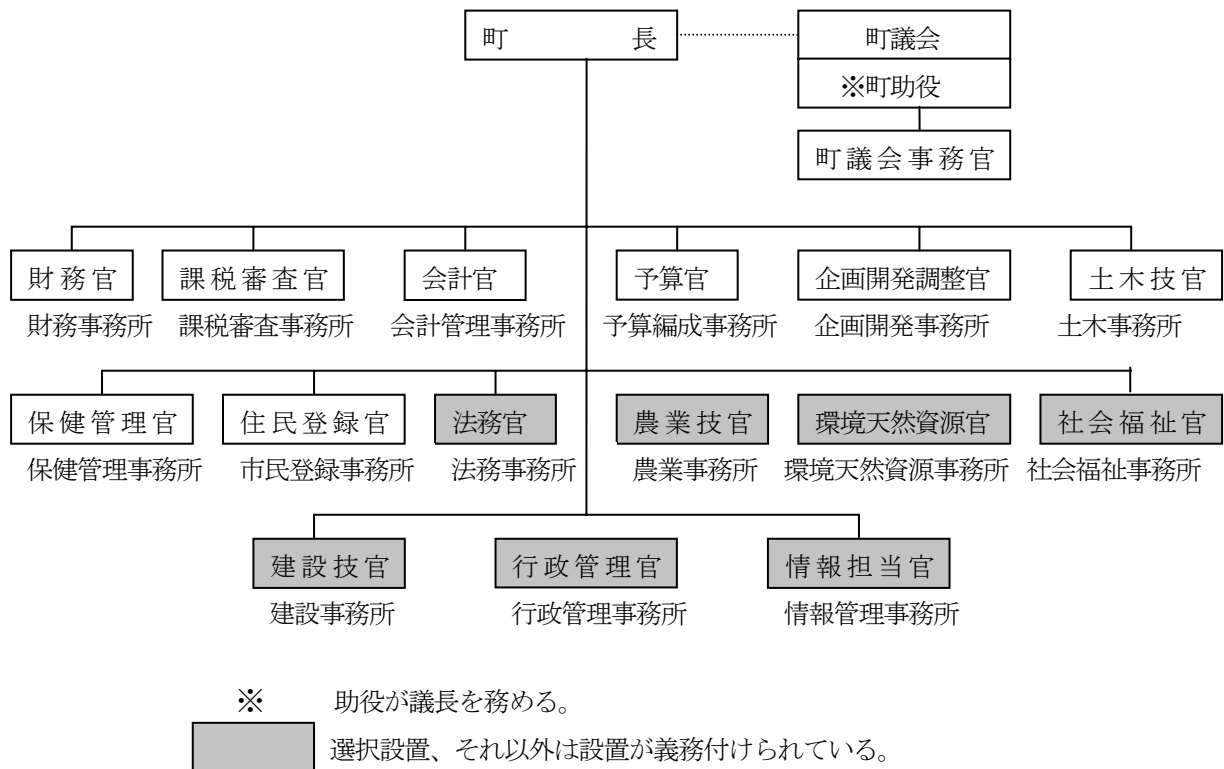 町　　　　　長
町議会
※町助役
町議会事務官
財務官　課税審査官　会計官　予算官　企画開発調整官　土木技官
財務事務所　課税審査事務所　会計管理事務所　予算編成事務所　企画開発事務所　土木事務所
保健管理官　住民登録官　法務官　農業技官　環境天然資源官　社会福祉官
保健管理事務所　市民登録事務所　法務事務所　農業事務所　環境天然資源事務所　社会福祉事務所
建設技官　行政管理官　情報担当官
建設事務所　行政管理事務所　情報管理事務所
※　助役が議長を務める。
選択設置、それ以外は設置が義務付けられている。